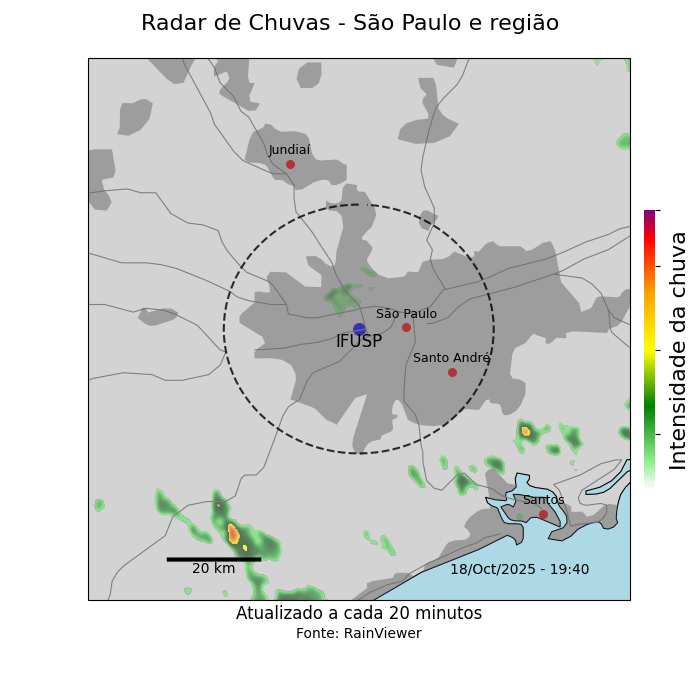 Radar de Chuvas - São Paulo e região
Jundiaí
São Paulo
IFUSP
Santo André
Santos
20 km
18/Oct/2025 - 19:40
Intensidade da chuva
Atualizado a cada 20 minutos
Fonte: RainViewer